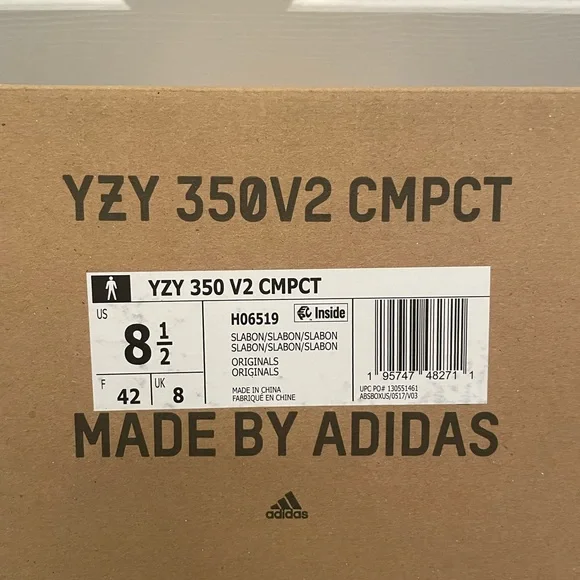 YZY 350V2 CMPCT
YZY 350 V2 CMPCT
US
8 1/2
F
42
UK
8
H06519
Inside
SLABON/SLABON/SLABON
SLABON/SLABON/SLABON
ORIGINALS
ORIGINALS
MADE IN CHINA
FABRIQUÉ EN CHINE
1 95747 48271 1
UPC PO# 130551461
ABSBOXUS/0517/V03
MADE BY ADIDAS
adidas